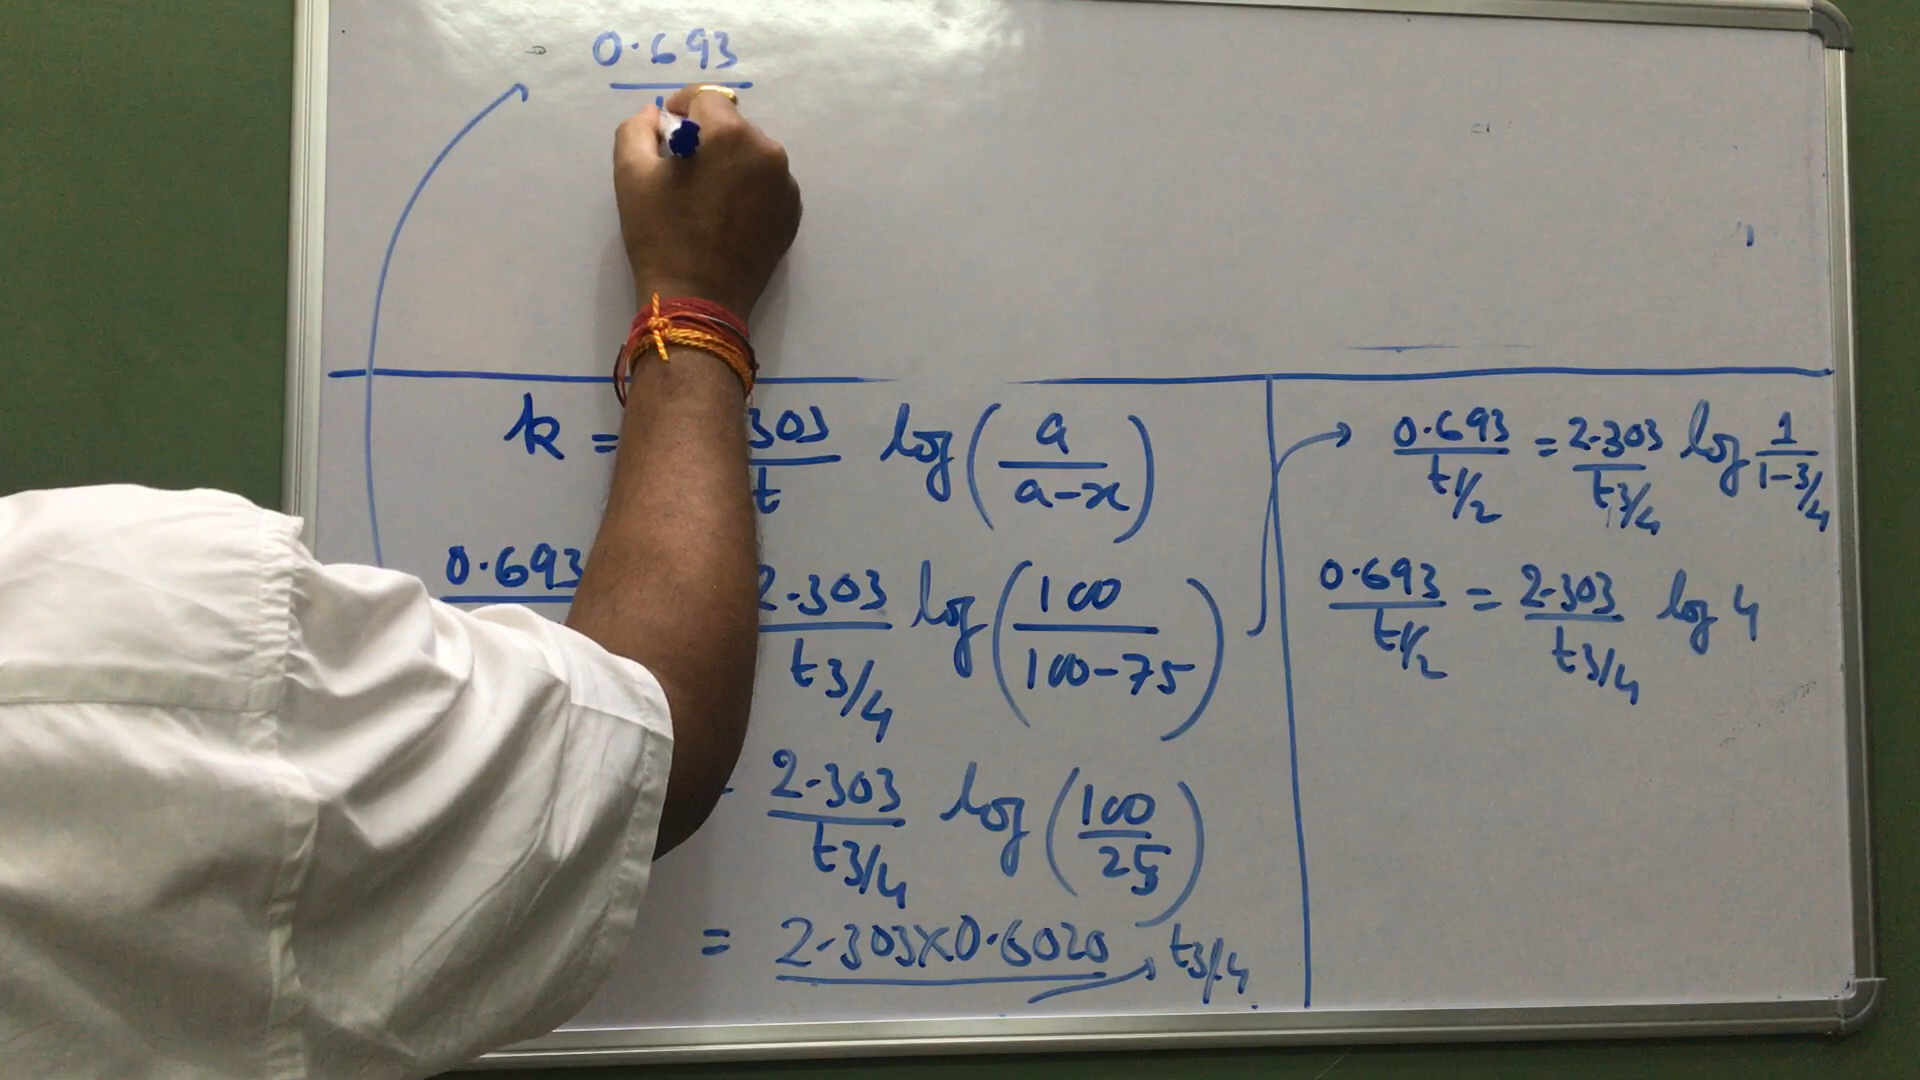 0.693
k = 303/t log(a/(a-x))
0.693 2.303/t3/4 log(100/(100-75))
2.303/t3/4 log(100/25)
= 2.303×0.6020 → t3/4
0.693/t1/2 = 2.303/t3/4 log 1/(1-3/4)
0.693/t1/2 = 2.303/t3/4 log 4